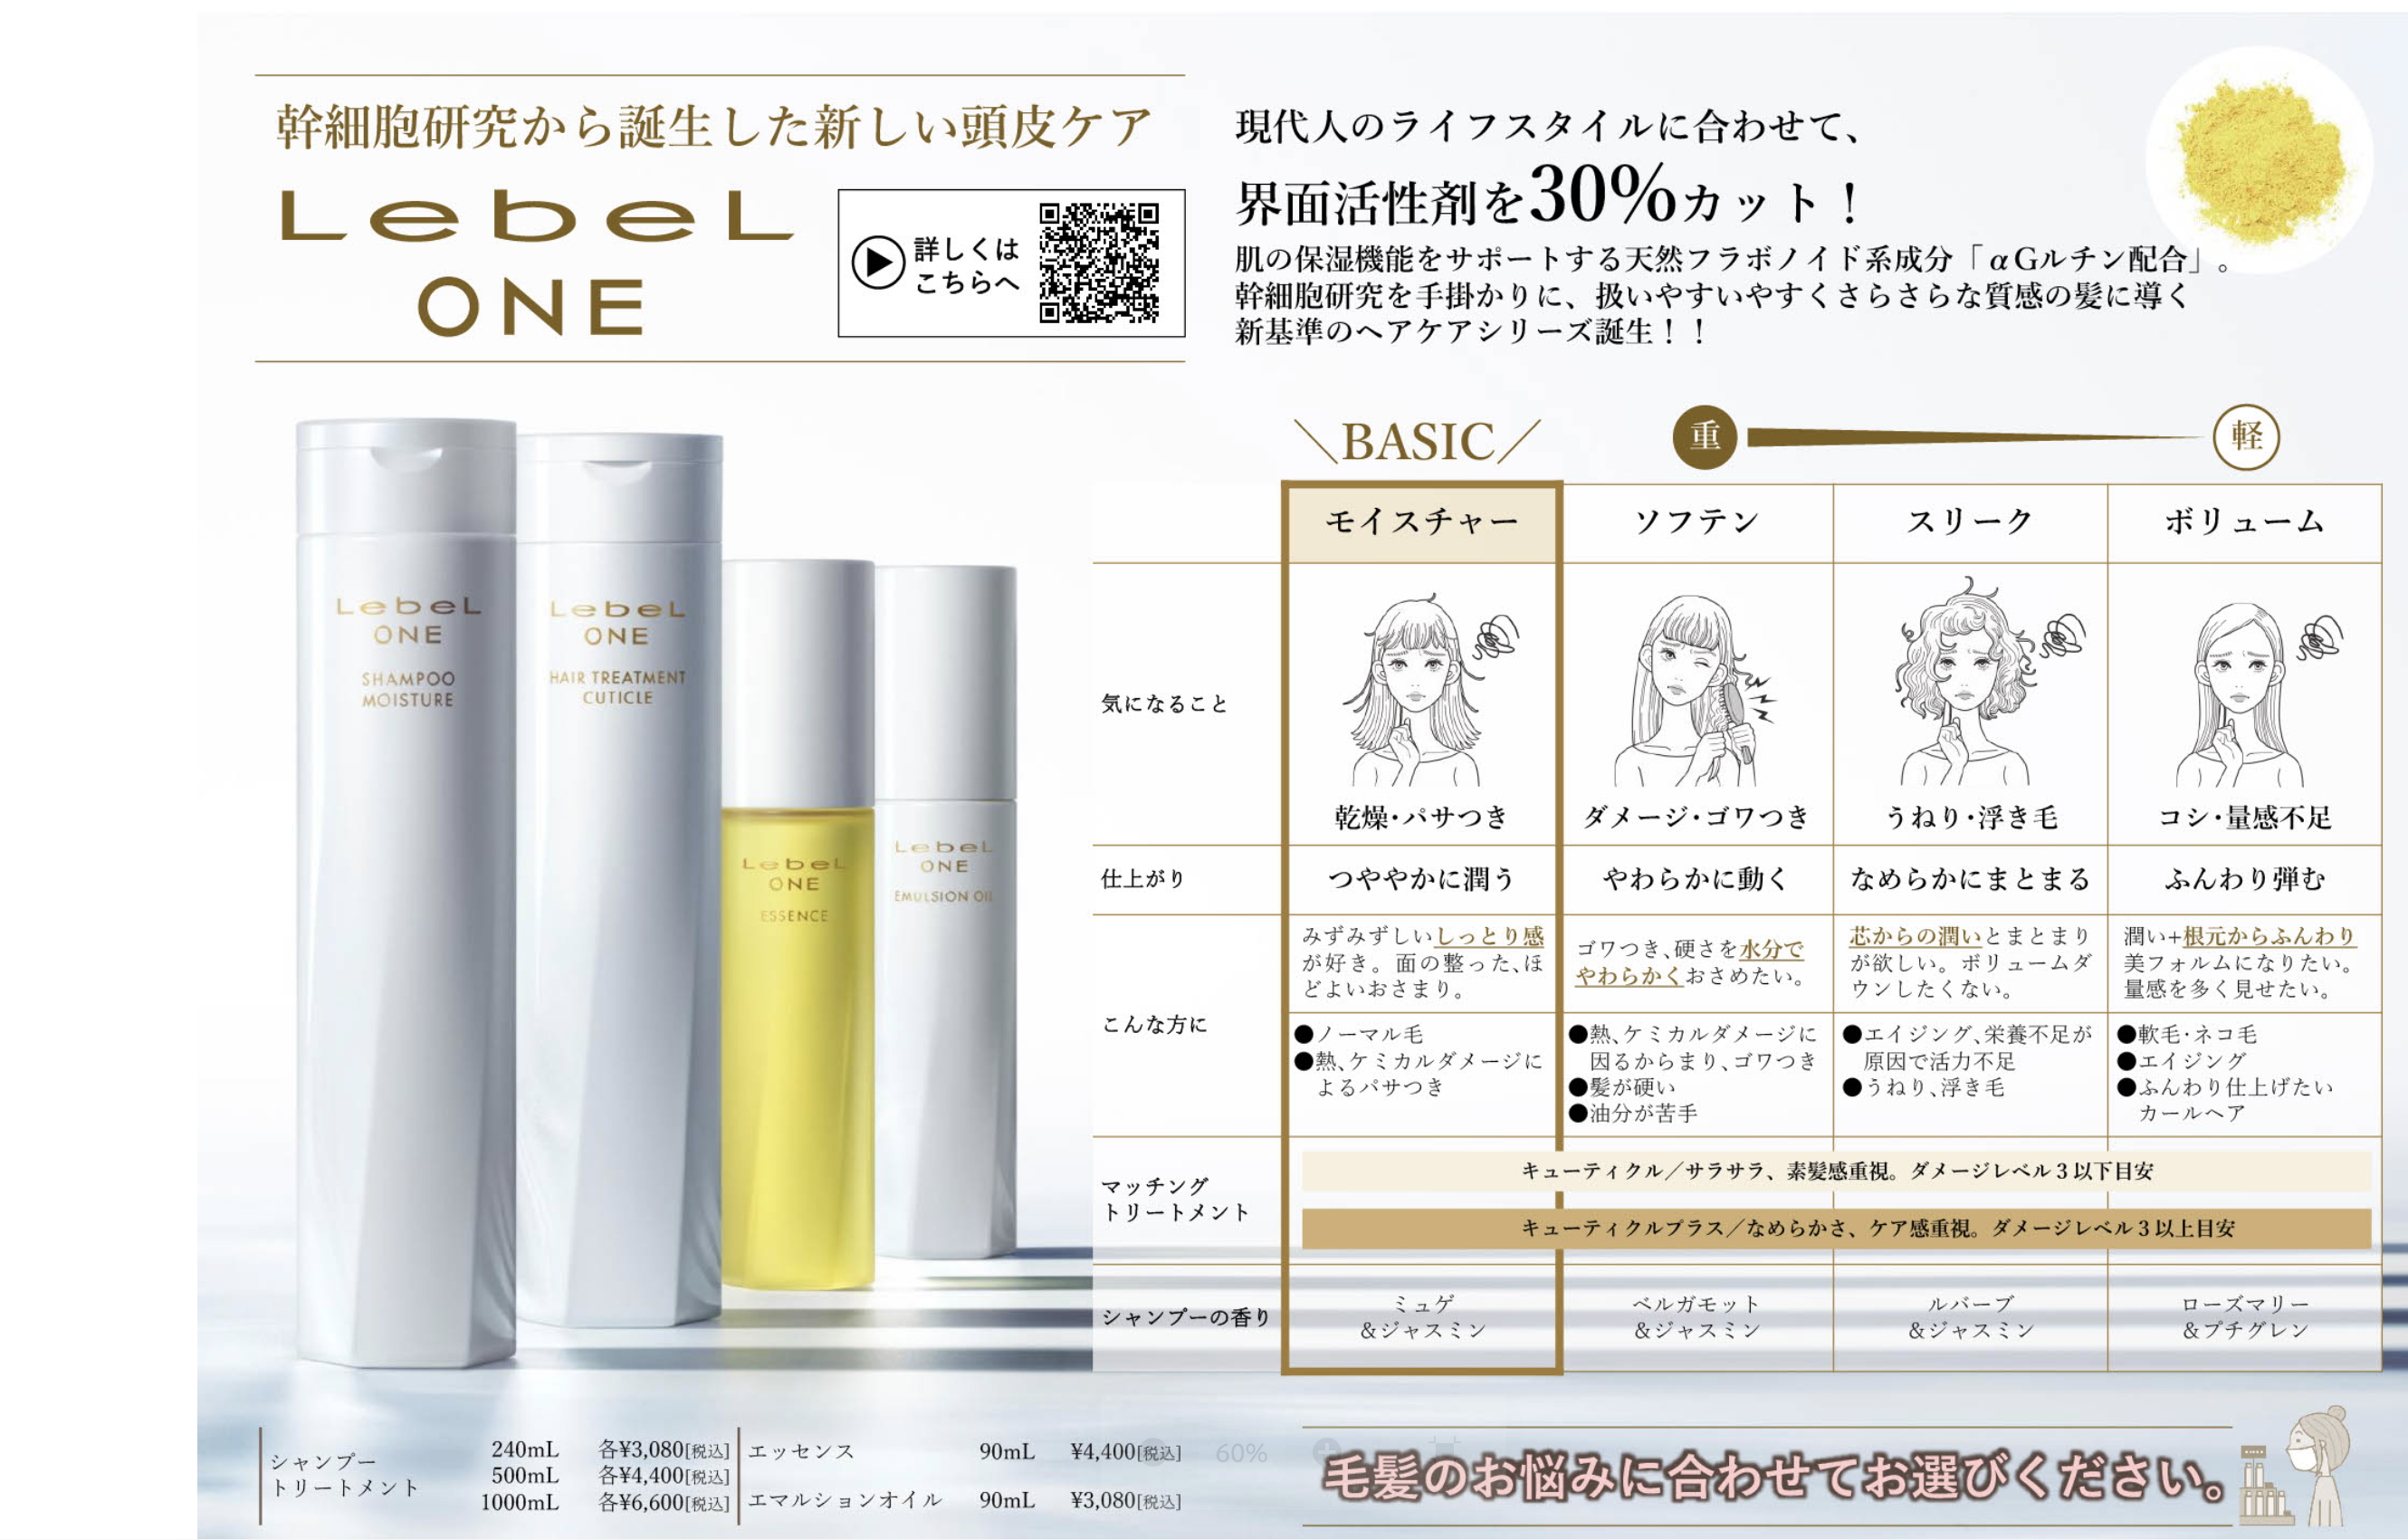 幹細胞研究から誕生した新しい頭皮ケア
LebeL
ONE
詳しくは
こちらへ
現代人のライフスタイルに合わせて、
界面活性剤を30%カット！
肌の保湿機能をサポートする天然フラボノイド系成分「αGルチン配合」。
幹細胞研究を手掛かりに、扱いやすいやすくさらさらな質感の髪に導く
新基準のヘアケアシリーズ誕生！！
LebeL
ONE
SHAMPOO
MOISTURE
LebeL
ONE
HAIR TREATMENT
CUTICLE
LebeL
ONE
ESSENCE
LebeL
ONE
EMULSION OIL
＼BASIC／
重
軽
モイスチャー
ソフテン
スリーク
ボリューム
気になること
乾燥・パサつき
ダメージ・ゴワつき
うねり・浮き毛
コシ・量感不足
仕上がり
つややかに潤う
やわらかに動く
なめらかにまとまる
ふんわり弾む
こんな方に
みずみずしいしっとり感
が好き。面の整った、ほ
どよいおさまり。
ゴワつき、硬さを水分で
やわらかくおさめたい。
芯からの潤いとまとまり
が欲しい。ボリュームダ
ウンしたくない。
潤い+根元からふんわり
美フォルムになりたい。
量感を多く見せたい。
●ノーマル毛
●熱、ケミカルダメージに
よるパサつき
●熱、ケミカルダメージに
因るからまり、ゴワつき
●髪が硬い
●油分が苦手
●エイジング、栄養不足が
原因で活力不足
●うねり、浮き毛
●軟毛・ネコ毛
●エイジング
●ふんわり仕上げたい
カールヘア
マッチング
トリートメント
キューティクル／サラサラ、素髪感重視。ダメージレベル３以下目安
キューティクルプラス／なめらかさ、ケア感重視。ダメージレベル３以上目安
シャンプーの香り
ミュゲ
&ジャスミン
ベルガモット
&ジャスミン
ルバーブ
&ジャスミン
ローズマリー
&プチグレン
シャンプー
トリートメント
240mL 各¥3,080[税込]
500mL 各¥4,400[税込]
1000mL 各¥6,600[税込]
エッセンス 90mL ¥4,400[税込]
エマルションオイル 90mL ¥3,080[税込]
60%
毛髪のお悩みに合わせてお選びください。